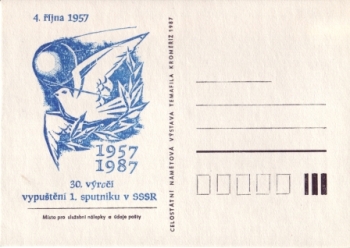 4. října 1957
1957
1987
30. výročí
vypuštění 1. sputniku v SSSR
Místo pro služební nálepky a údaje pošty
CELOSTÁTNÍ NÁMĚTOVÁ VÝSTAVA TEMAFILA KROMĚŘÍŽ 1987